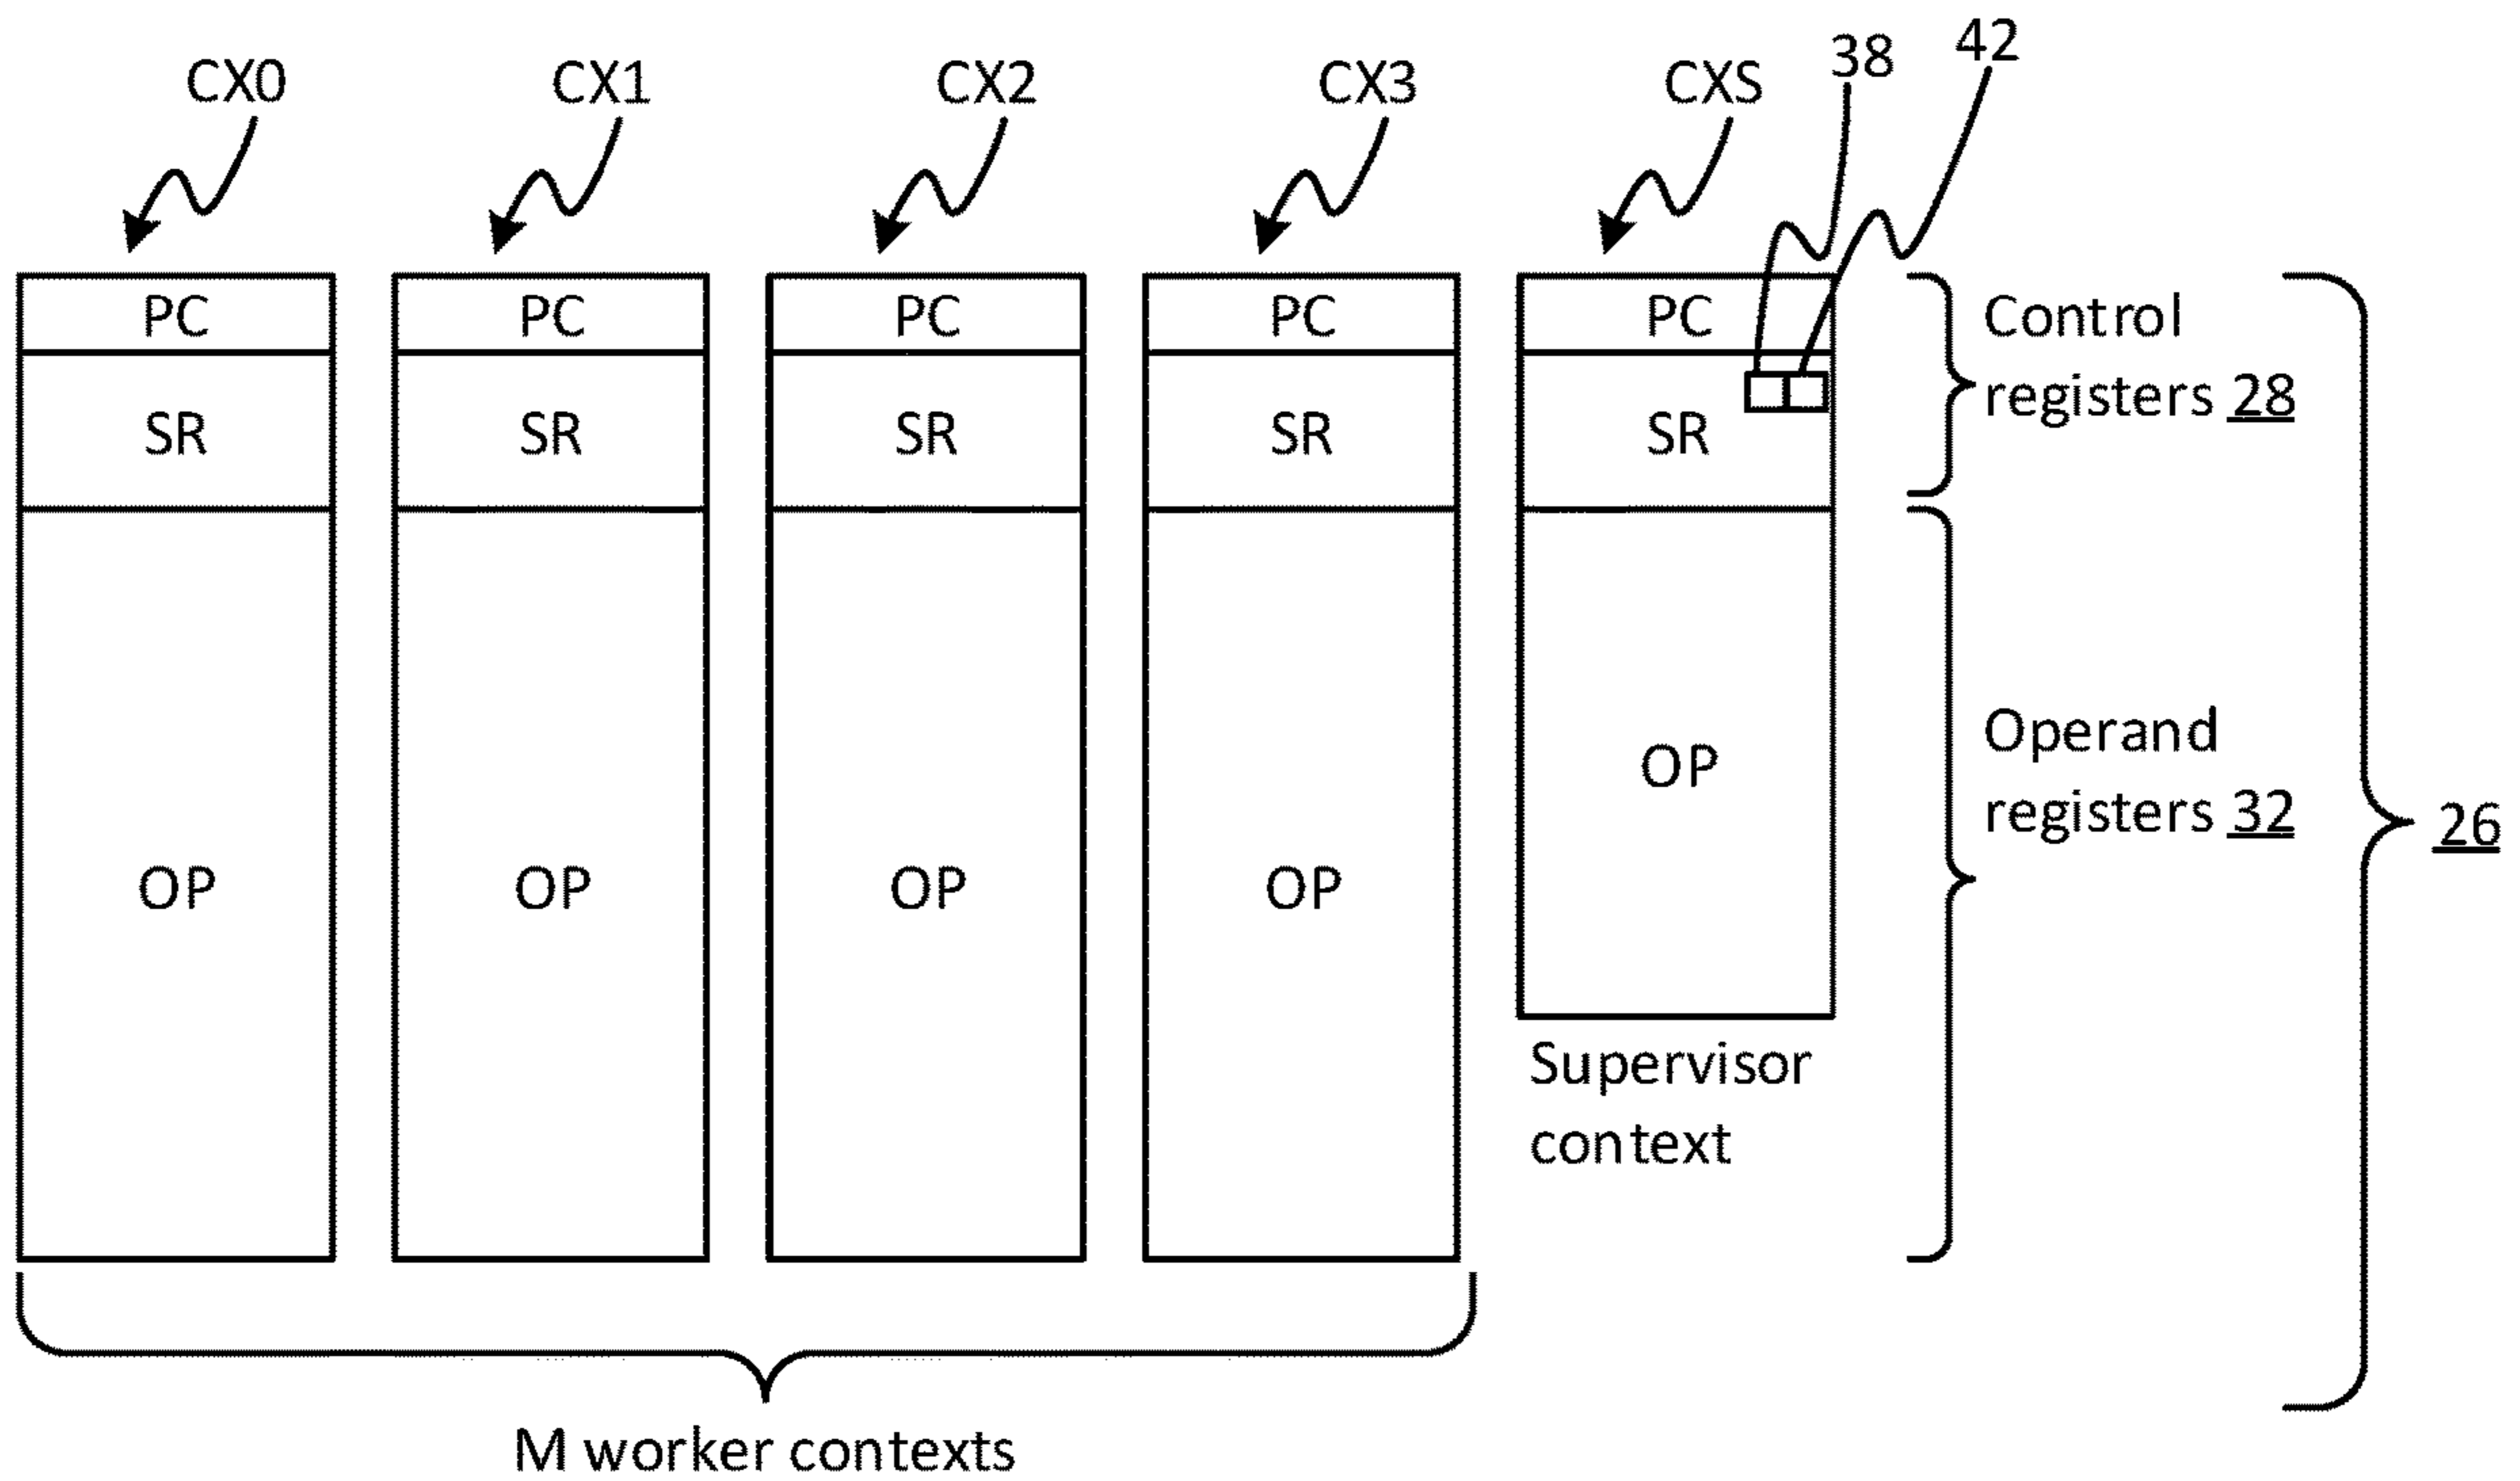 CX0 CX1 CX2 CX3 CXS 38 42
PC PC PC PC PC
Control
registers 28
SR SR SR SR SR
Operand
registers 32
OP OP OP OP OP
26
Supervisor
context
M worker contexts